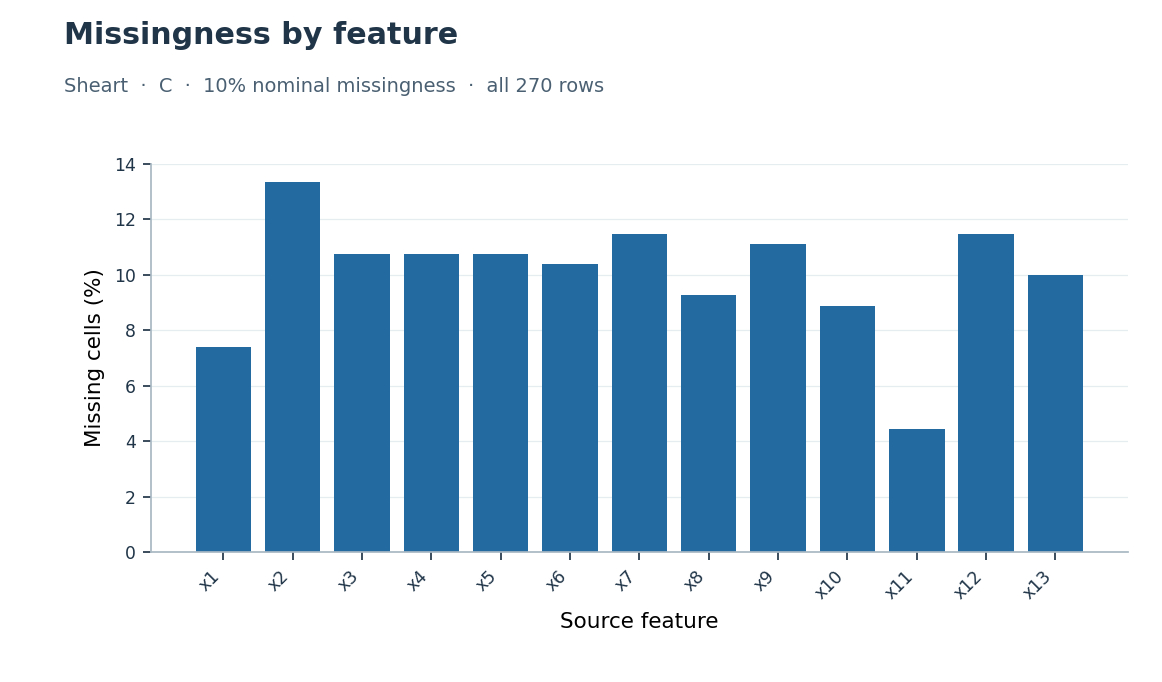 Missingness by feature
Sheart · C · 10% nominal missingness · all 270 rows
14
12
10
8
6
4
2
0
Missing cells (%)
x1 x2 x3 x4 x5 x6 x7 x8 x9 x10 x11 x12 x13
Source feature